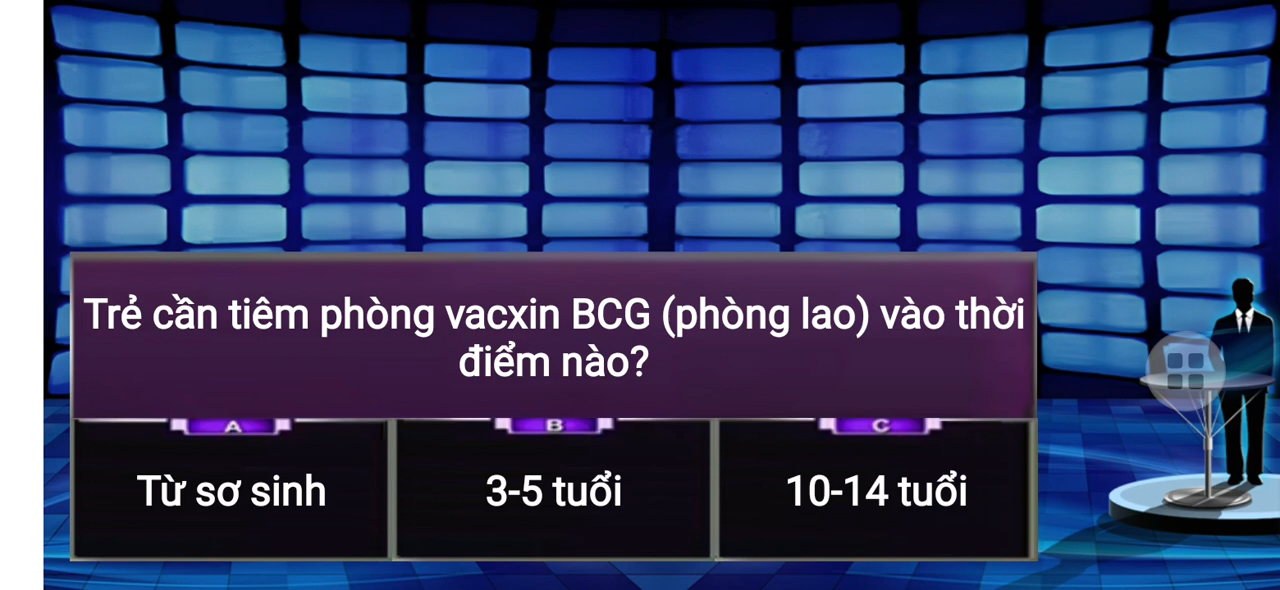 Trẻ cần tiêm phòng vacxin BCG (phòng lao) vào thời
điểm nào?
A
B
C
Từ sơ sinh
3-5 tuổi
10-14 tuổi